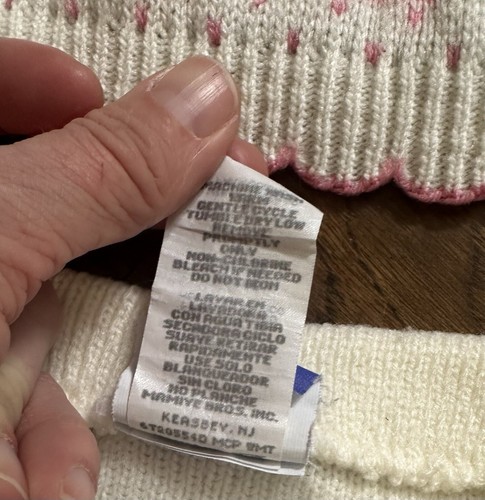 MACHINE WASH
WARM
GENTLE CYCLE
TUMBLE DRY LOW
REMOVE
PROMPTLY
ONLY
NON-CHLORINE
BLEACH IF NEEDED
DO NOT IRON
LAVAR EN
LAVADORA
CON AGUA TIBIA
SECADORA CICLO
SUAVE RETIRAR
RAPIDAMENTE
USE SOLO
BLANQUEADOR
SIN CLORO
NO PLANCHE
MAMIYE BROS. INC.
KEASBEY, NJ
MCP 9MT